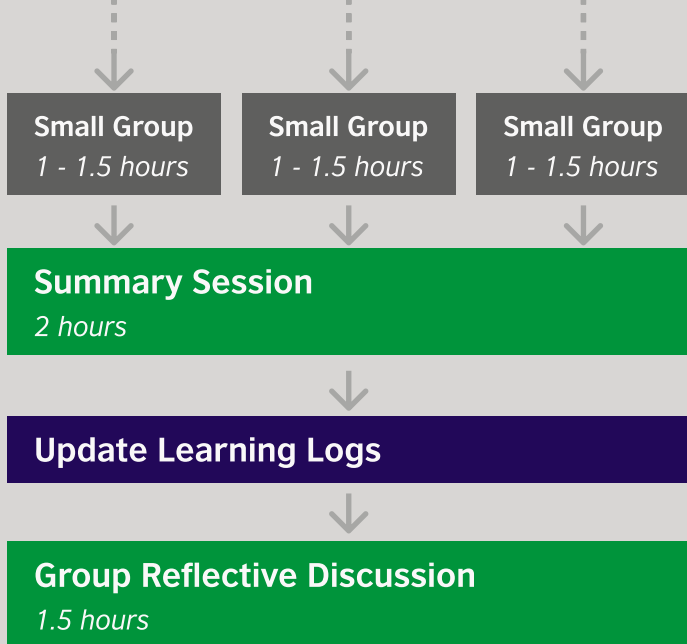 Small Group
1 - 1.5 hours
Small Group
1 - 1.5 hours
Small Group
1 - 1.5 hours
Summary Session
2 hours
Update Learning Logs
Group Reflective Discussion
1.5 hours